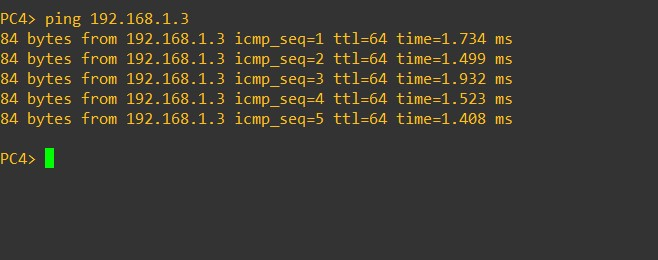 PC4> ping 192.168.1.3
84 bytes from 192.168.1.3 icmp_seq=1 ttl=64 time=1.734 ms
84 bytes from 192.168.1.3 icmp_seq=2 ttl=64 time=1.499 ms
84 bytes from 192.168.1.3 icmp_seq=3 ttl=64 time=1.932 ms
84 bytes from 192.168.1.3 icmp_seq=4 ttl=64 time=1.523 ms
84 bytes from 192.168.1.3 icmp_seq=5 ttl=64 time=1.408 ms
PC4>